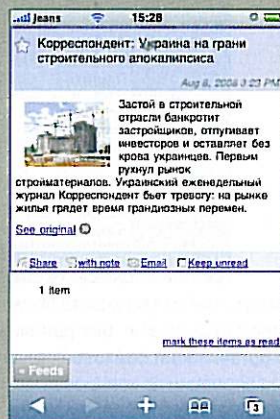 Jeans 15:28
Корреспондент: Украина на грани
строительного апокалипсиса
Aug 6, 2008 3:23 PM
Застой в строительной
отрасли банкротит
застройщиков, отпугивает
инвесторов и оставляет без
крова украинцев. Первым
рухнул рынок
стройматериалов. Украинский еженедельный
журнал Корреспондент бьет тревогу: на рынке
жилья грядет время грандиозных перемен.
See original
Share with note Email Keep unread
1 item
mark these items as read
« Feeds
3